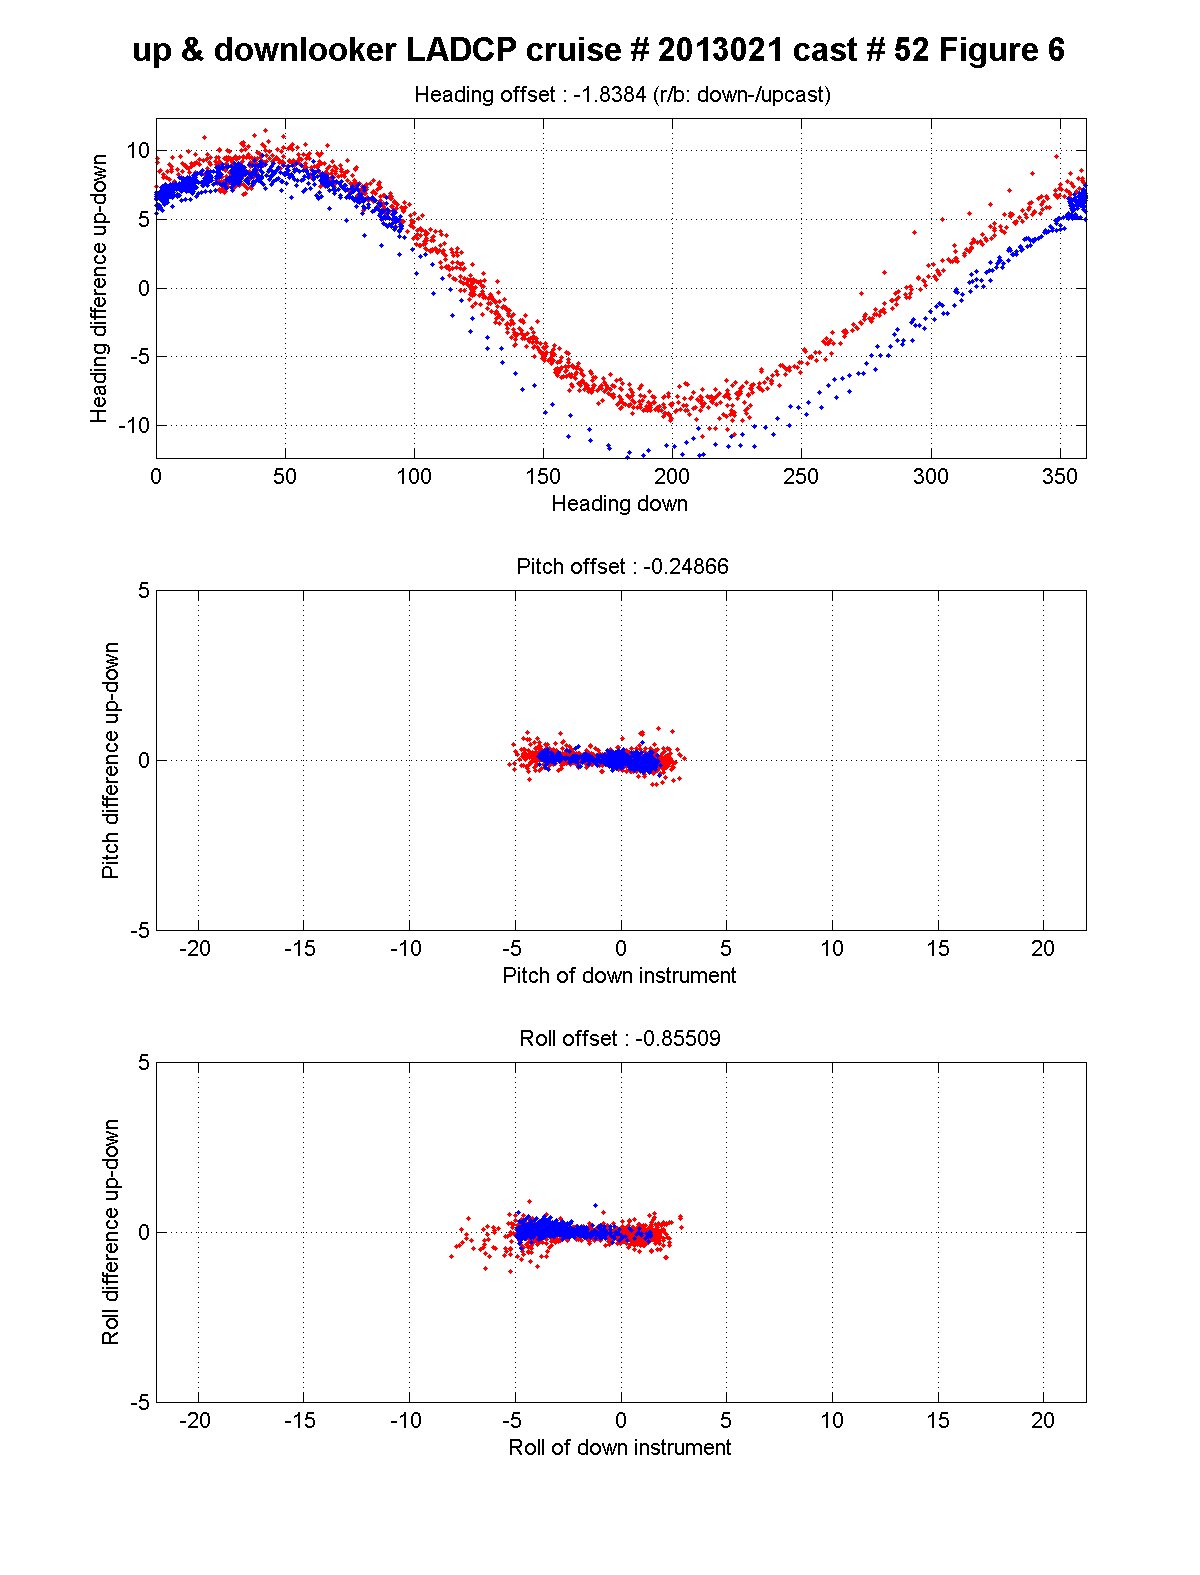 up & downlooker LADCP cruise # 2013021 cast # 52 Figure 6
Heading offset : -1.8384 (r/b: down-/upcast)
Heading difference up-down
10
5
0
-5
-10
0 50 100 150 200 250 300 350
Heading down
Pitch offset : -0.24866
Pitch difference up-down
5
0
-5
-20 -15 -10 -5 0 5 10 15 20
Pitch of down instrument
Roll offset : -0.85509
Roll difference up-down
5
0
-5
-20 -15 -10 -5 0 5 10 15 20
Roll of down instrument